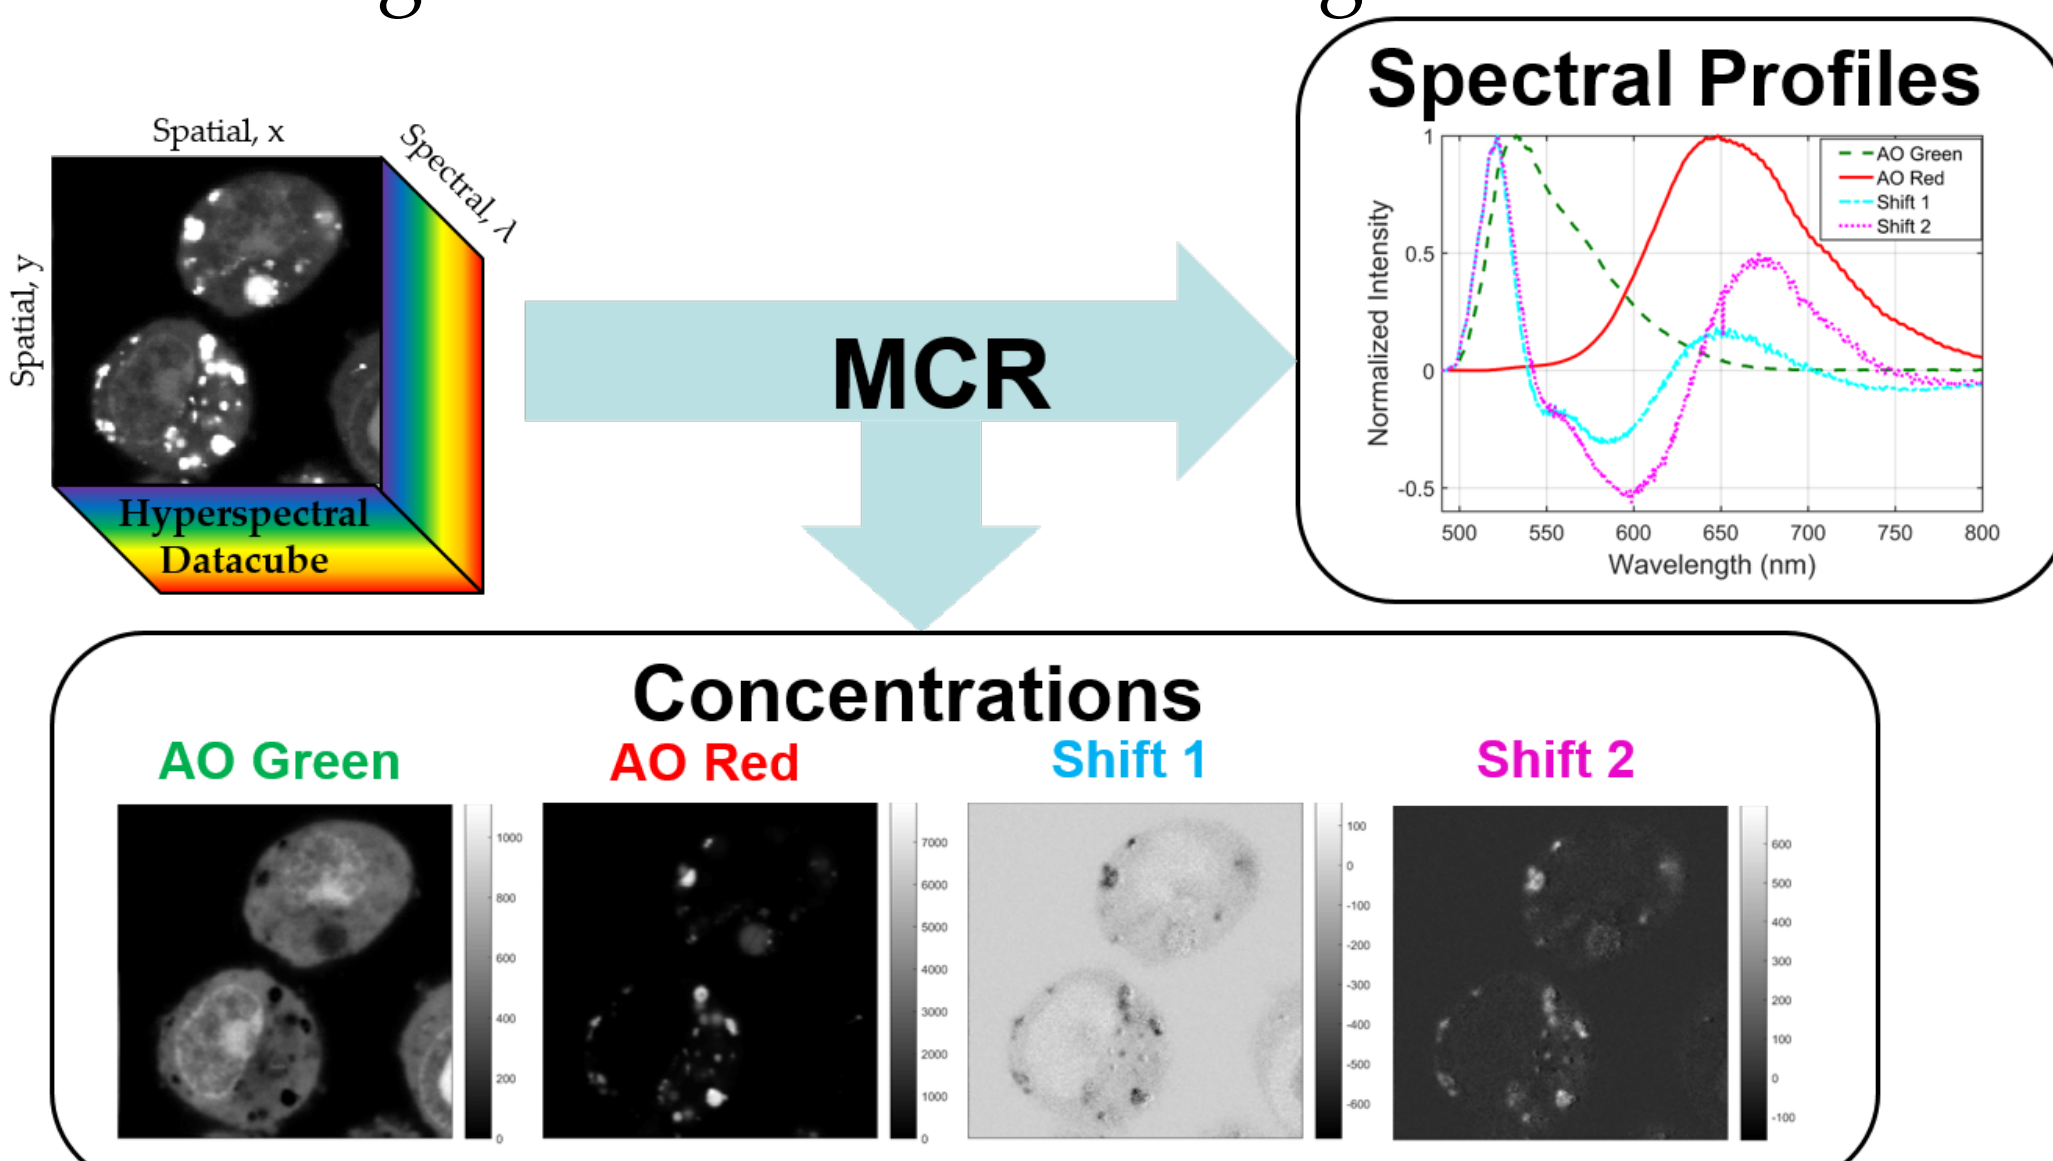 Spatial, x
Spectral, λ
Spatial, y
Hyperspectral
Datacube
MCR
Spectral Profiles
1
0.5
0
-0.5
Normalized Intensity
AO Green
AO Red
Shift 1
Shift 2
500 550 600 650 700 750 800
Wavelength (nm)
Concentrations
AO Green
1000
800
600
400
200
0
AO Red
7000
6000
5000
4000
3000
2000
1000
0
Shift 1
100
0
-100
-200
-300
-400
-500
-600
Shift 2
600
500
400
300
200
100
0
-100